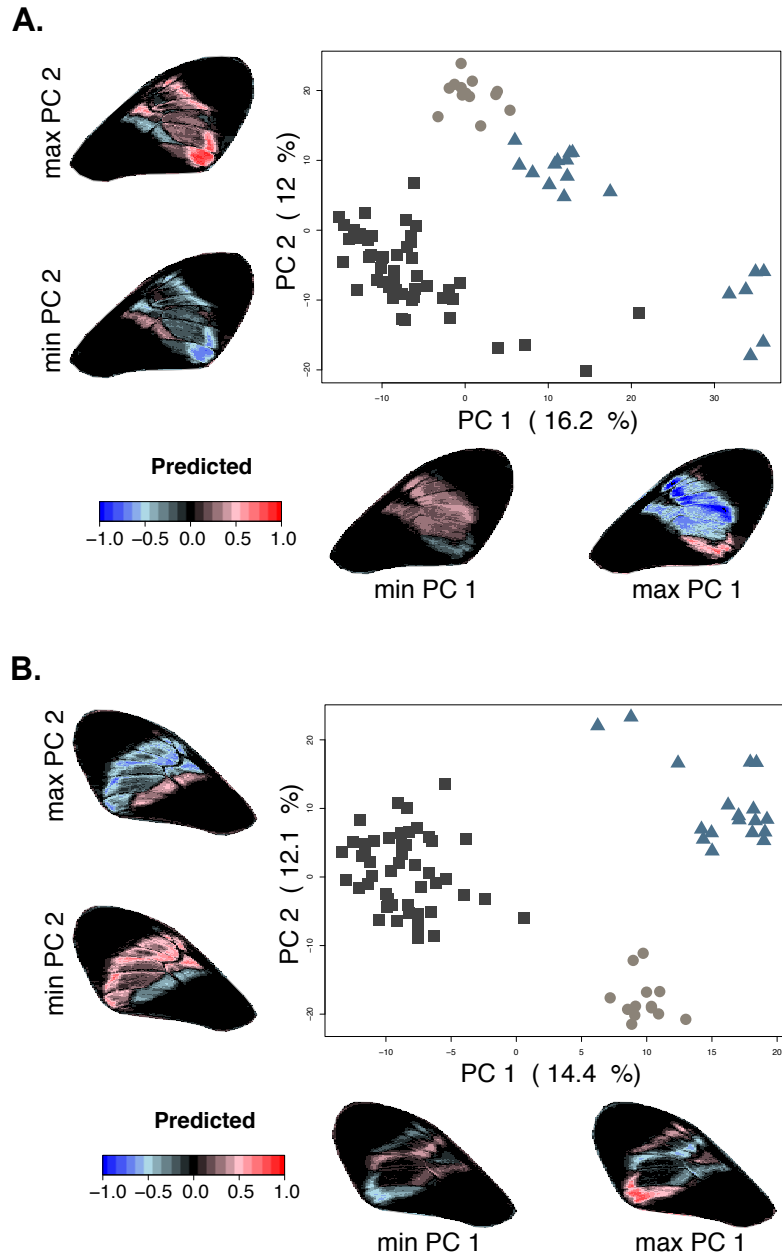 A.
max PC 2
min PC 2
PC 2 ( 12 %)
20
10
0
−10
−20
−10
0
10
20
30
PC 1 ( 16.2 %)
Predicted
−1.0 −0.5 0.0 0.5 1.0
min PC 1
max PC 1
B.
max PC 2
min PC 2
PC 2 ( 12.1 %)
20
10
0
−10
−20
−10
−5
0
5
10
15
20
PC 1 ( 14.4 %)
Predicted
−1.0 −0.5 0.0 0.5 1.0
min PC 1
max PC 1